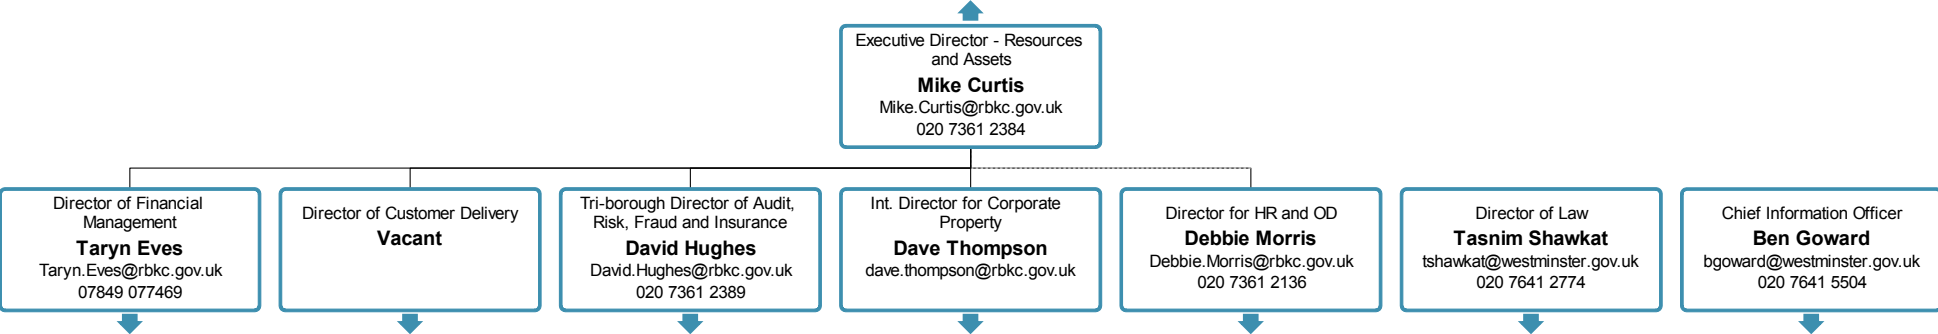 Executive Director - Resources
and Assets
Mike Curtis
Mike.Curtis@rbkc.gov.uk
020 7361 2384
Director of Financial
Management
Taryn Eves
Taryn.Eves@rbkc.gov.uk
07849 077469
Director of Customer Delivery
Vacant
Tri-borough Director of Audit,
Risk, Fraud and Insurance
David Hughes
David.Hughes@rbkc.gov.uk
020 7361 2389
Int. Director for Corporate
Property
Dave Thompson
dave.thompson@rbkc.gov.uk
Director for HR and OD
Debbie Morris
Debbie.Morris@rbkc.gov.uk
020 7361 2136
Director of Law
Tasnim Shawkat
tshawkat@westminster.gov.uk
020 7641 2774
Chief Information Officer
Ben Goward
bgoward@westminster.gov.uk
020 7641 5504